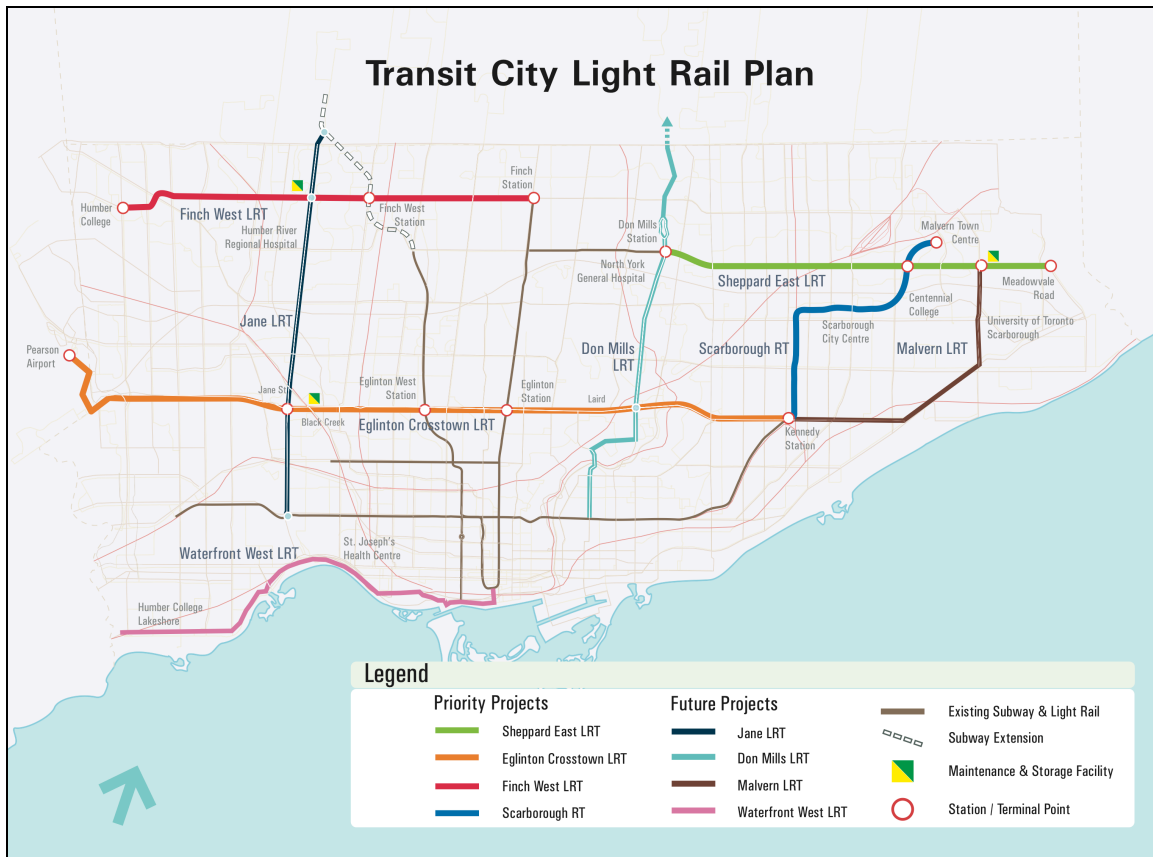 Transit City Light Rail Plan
Finch
Station
Humber
College
Finch West LRT
Finch West
Station
Humber River
Regional Hospital
Don Mills
Station
Malvern Town
Centre
North York
General Hospital
Sheppard East LRT
Meadowvale
Road
Centennial
College
Jane LRT
Scarborough
City Centre
University of Toronto
Scarborough
Pearson
Airport
Don Mills
LRT
Scarborough RT
Malvern LRT
Eglinton West
Station
Eglinton
Station
Jane St.
Laird
Black Creek
Eglinton Crosstown LRT
Kennedy
Station
Waterfront West LRT
St. Joseph's
Health Centre
Humber College
Lakeshore
Legend
Priority Projects
Sheppard East LRT
Eglinton Crosstown LRT
Finch West LRT
Scarborough RT
Future Projects
Jane LRT
Don Mills LRT
Malvern LRT
Waterfront West LRT
Existing Subway & Light Rail
Subway Extension
Maintenance & Storage Facility
Station / Terminal Point